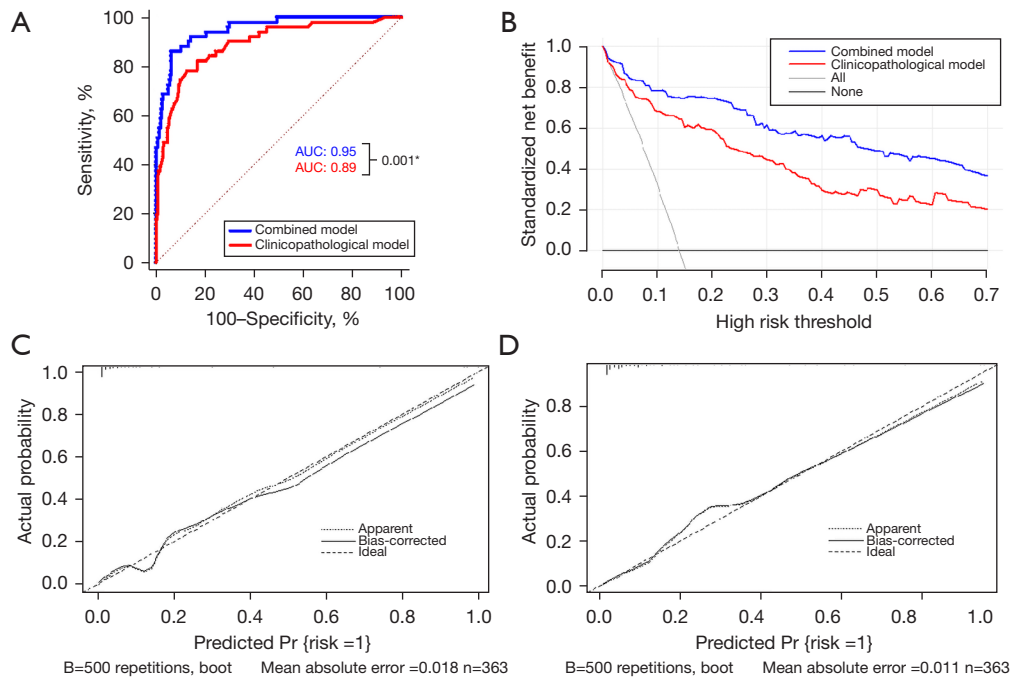 A
100
80
60
40
20
0
Sensitivity, %
AUC: 0.95
AUC: 0.89
0.001*
Combined model
Clinicopathological model
0 20 40 60 80 100
100–Specificity, %
B
1.0
0.8
0.6
0.4
0.2
0.0
Standardized net benefit
Combined model
Clinicopathological model
All
None
0.0 0.1 0.2 0.3 0.4 0.5 0.6 0.7
High risk threshold
C
1.0
0.8
0.6
0.4
0.2
0.0
Actual probability
Apparent
Bias-corrected
Ideal
0.0 0.2 0.4 0.6 0.8 1.0
Predicted Pr {risk =1}
B=500 repetitions, boot Mean absolute error =0.018 n=363
D
0.8
0.6
0.4
0.2
0.0
Actual probability
Apparent
Bias-corrected
Ideal
0.0 0.2 0.4 0.6 0.8 1.0
Predicted Pr {risk =1}
B=500 repetitions, boot Mean absolute error =0.011 n=363